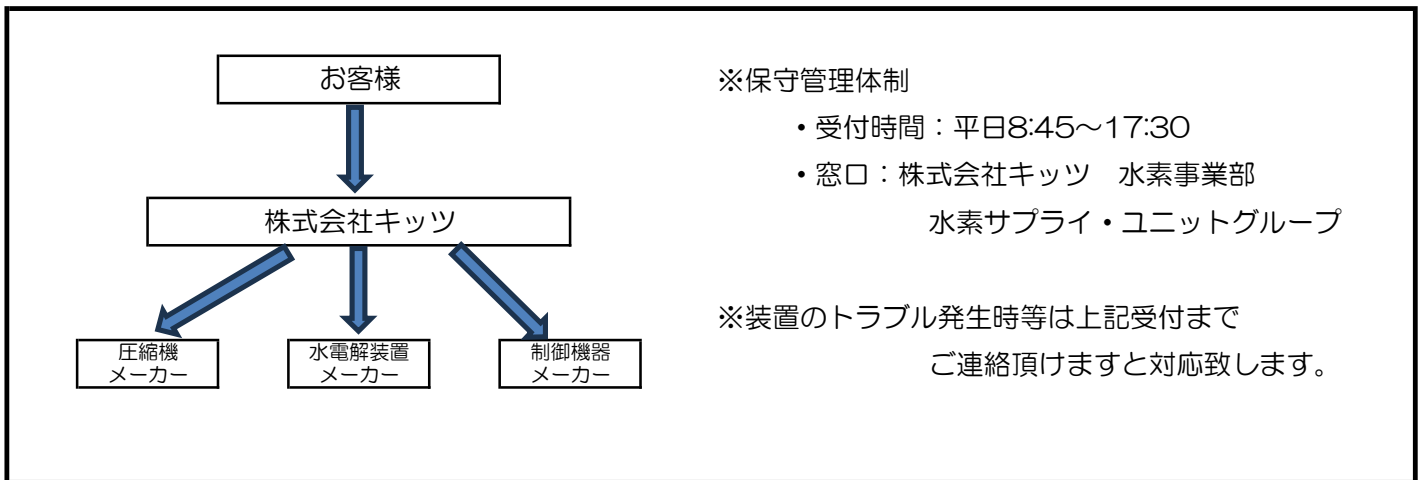 お客様
株式会社キッツ
圧縮機
メーカー
水電解装置
メーカー
制御機器
メーカー
※保守管理体制
・受付時間：平日8:45～17:30
・窓口：株式会社キッツ　水素事業部
水素サプライ・ユニットグループ
※装置のトラブル発生時等は上記受付まで
ご連絡頂けますと対応致します。